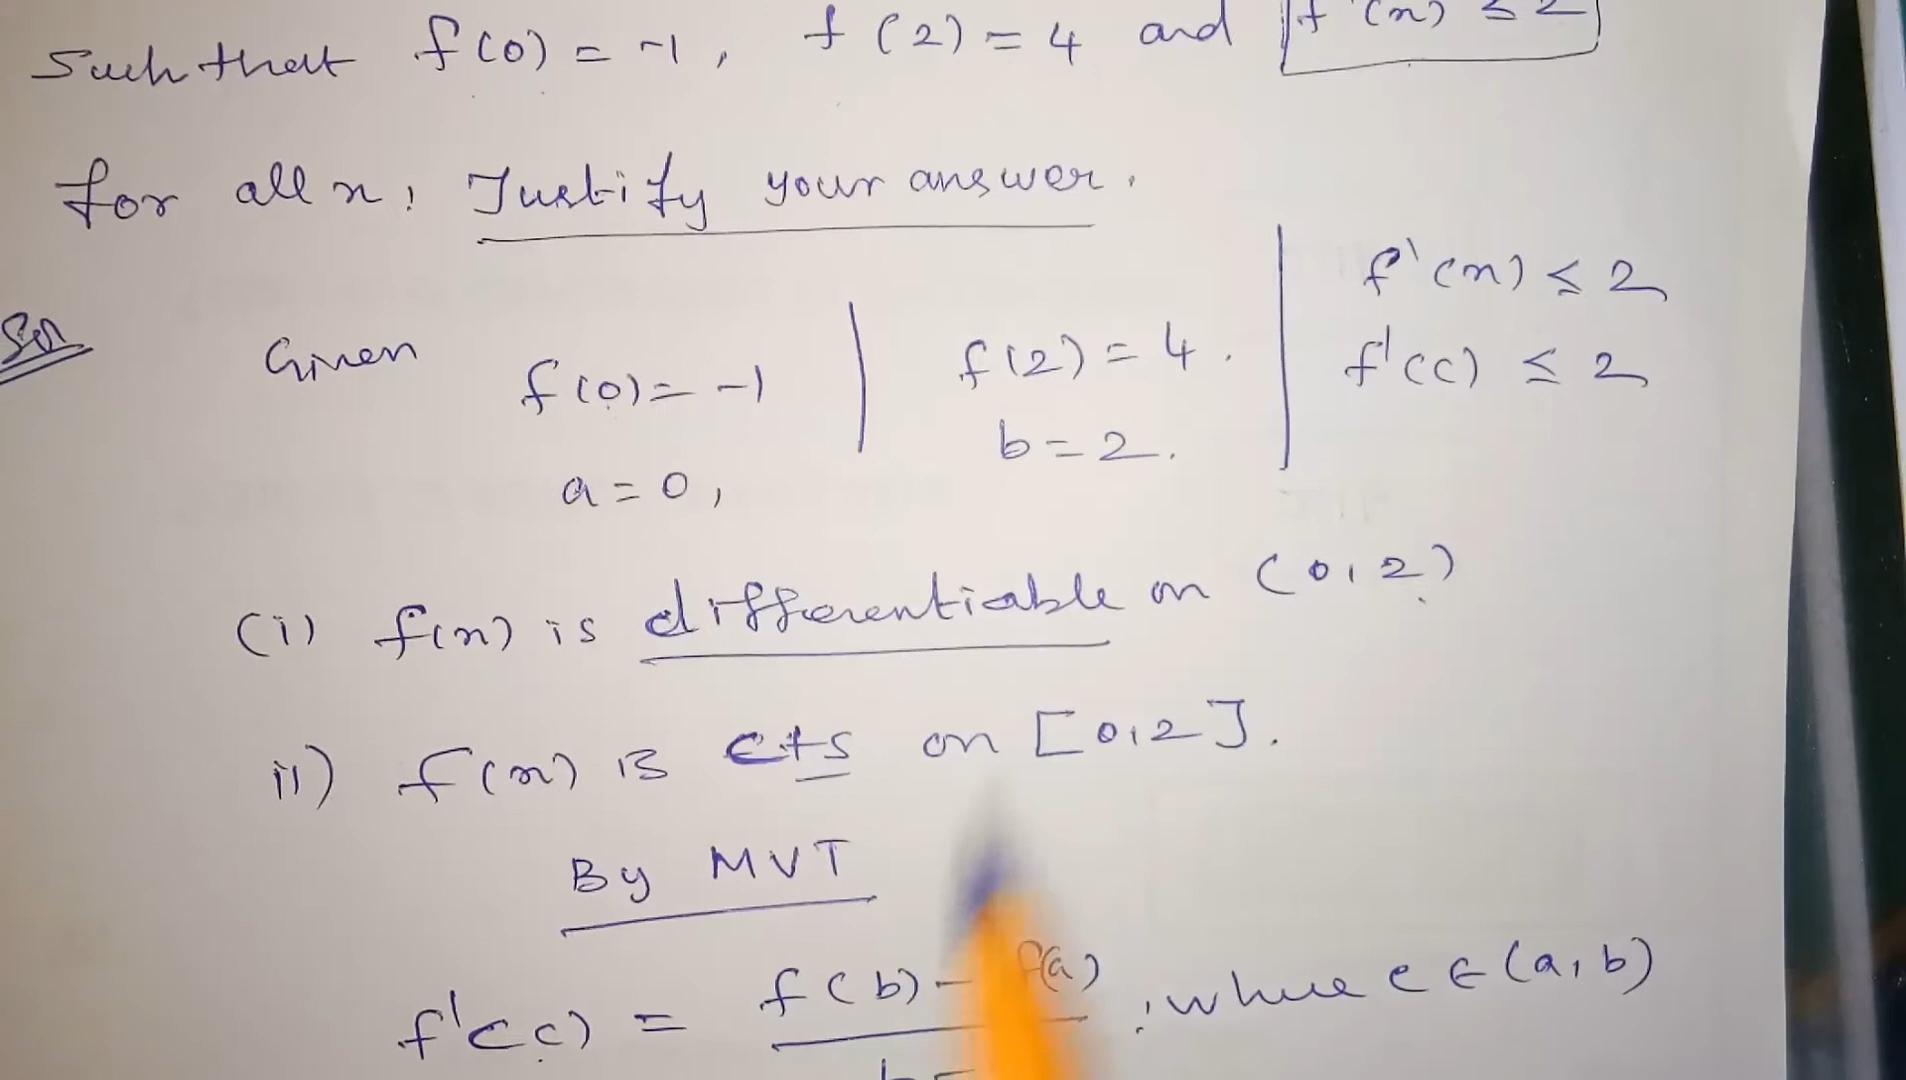 such that f(0) = -1, f(2) = 4 and f'(x) ≤ 2
for all x. Justify your answer.
Sol
Given f(0) = -1 f(2) = 4. f'(x) ≤ 2
a = 0, b = 2. f'(c) ≤ 2
(i) f(x) is differentiable on (0,2)
ii) f(x) is cts on [0,2].
By MVT
f'(c) = f(b) - f(a) , where c ∈ (a,b)
b -